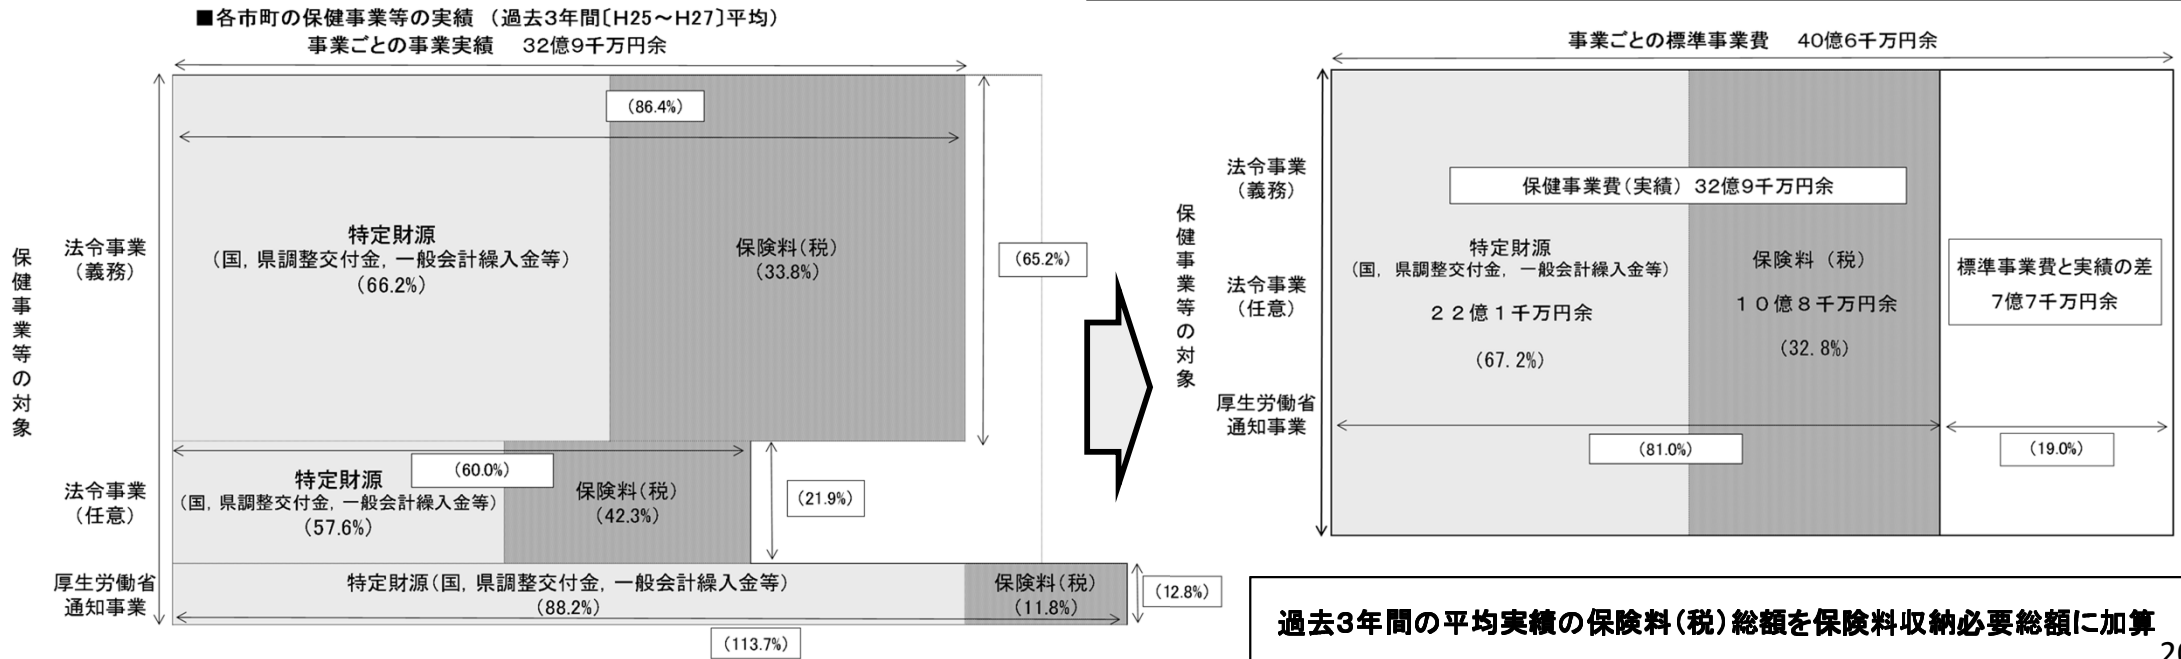 ■各市町の保健事業等の実績 (過去3年間〔H25~H27〕平均)
事業ごとの事業実績 32億9千万円余
(86.4%)
保健事業等の対象
法令事業
(義務)
特定財源
(国, 県調整交付金, 一般会計繰入金等)
(66.2%)
保険料(税)
(33.8%)
(65.2%)
法令事業
(任意)
(60.0%)
特定財源
(国, 県調整交付金, 一般会計繰入金等)
(57.6%)
保険料(税)
(42.3%)
(21.9%)
厚生労働省
通知事業
特定財源(国, 県調整交付金, 一般会計繰入金等)
(88.2%)
保険料(税)
(11.8%)
(12.8%)
(113.7%)
事業ごとの標準事業費 40億6千万円余
保健事業等の対象
法令事業
(義務)
法令事業
(任意)
厚生労働省
通知事業
保健事業費(実績) 32億9千万円余
特定財源
(国, 県調整交付金, 一般会計繰入金等)
22億1千万円余
(67.2%)
保険料(税)
10億8千万円余
(32.8%)
標準事業費と実績の差
7億7千万円余
(81.0%)
(19.0%)
過去3年間の平均実績の保険料(税)総額を保険料収納必要総額に加算